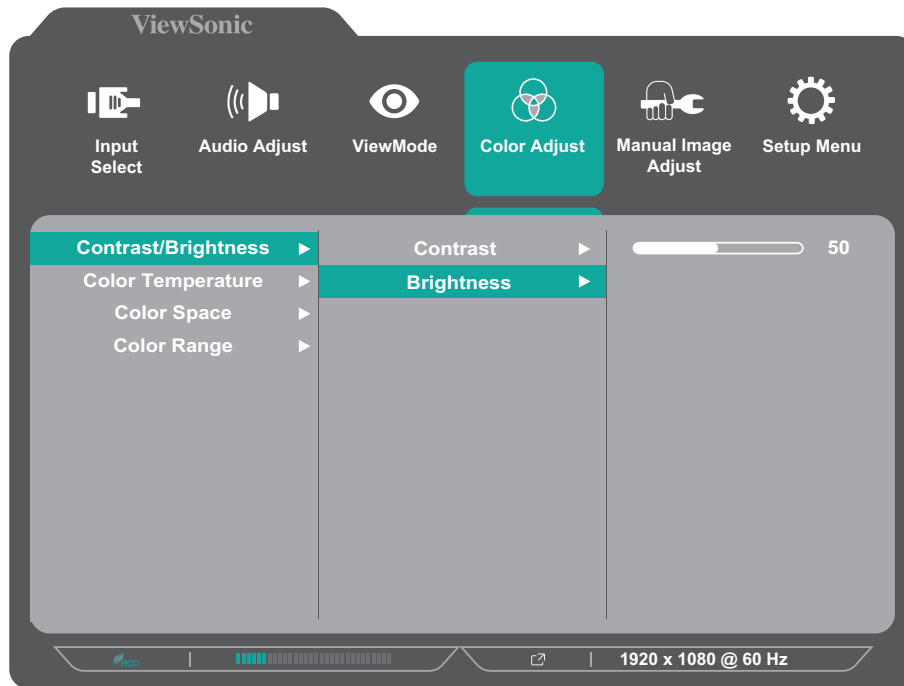 ViewSonic
Input
Select
Audio Adjust
ViewMode
Color Adjust
Manual Image
Adjust
Setup Menu
Contrast/Brightness
Color Temperature
Color Space
Color Range
Contrast
Brightness
50
eco
1920 x 1080 @ 60 Hz